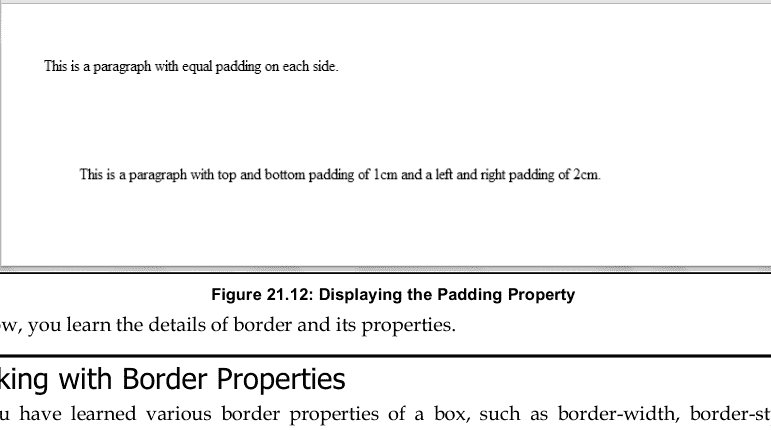 This is a paragraph with equal padding on each side.
This is a paragraph with top and bottom padding of 1cm and a left and right padding of 2cm.
Figure 21.12: Displaying the Padding Property
ow, you learn the details of border and its properties.
king with Border Properties
u have learned various border properties of a box, such as border-width, border-st